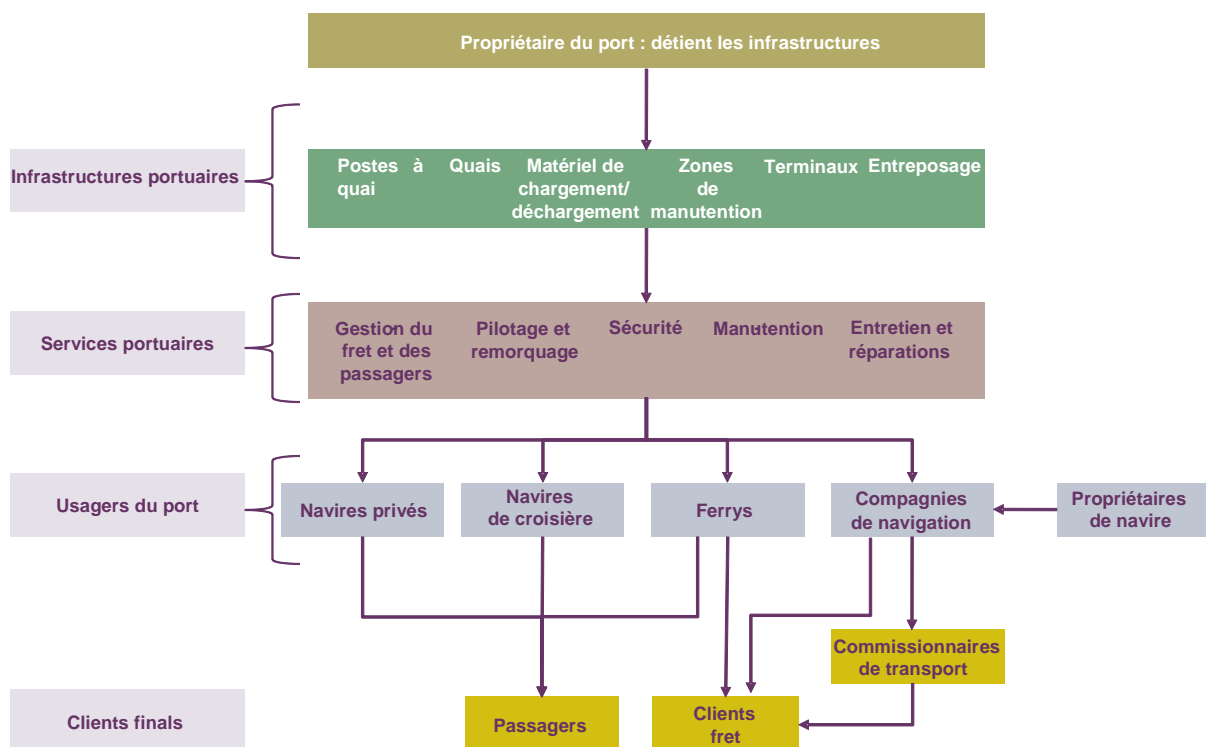 Propriétaire du port : détient les infrastructures
Infrastructures portuaires
Postes à
quai
Quais
Matériel de
chargement/
déchargement
Zones
de
manutention
Terminaux
Entreposage
Services portuaires
Gestion du
fret et des
passagers
Pilotage et
remorquage
Sécurité
Manutention
Entretien et
réparations
Usagers du port
Navires privés
Navires
de croisière
Ferrys
Compagnies
de navigation
Propriétaires
de navire
Commissionnaires
de transport
Clients finals
Passagers
Clients
fret